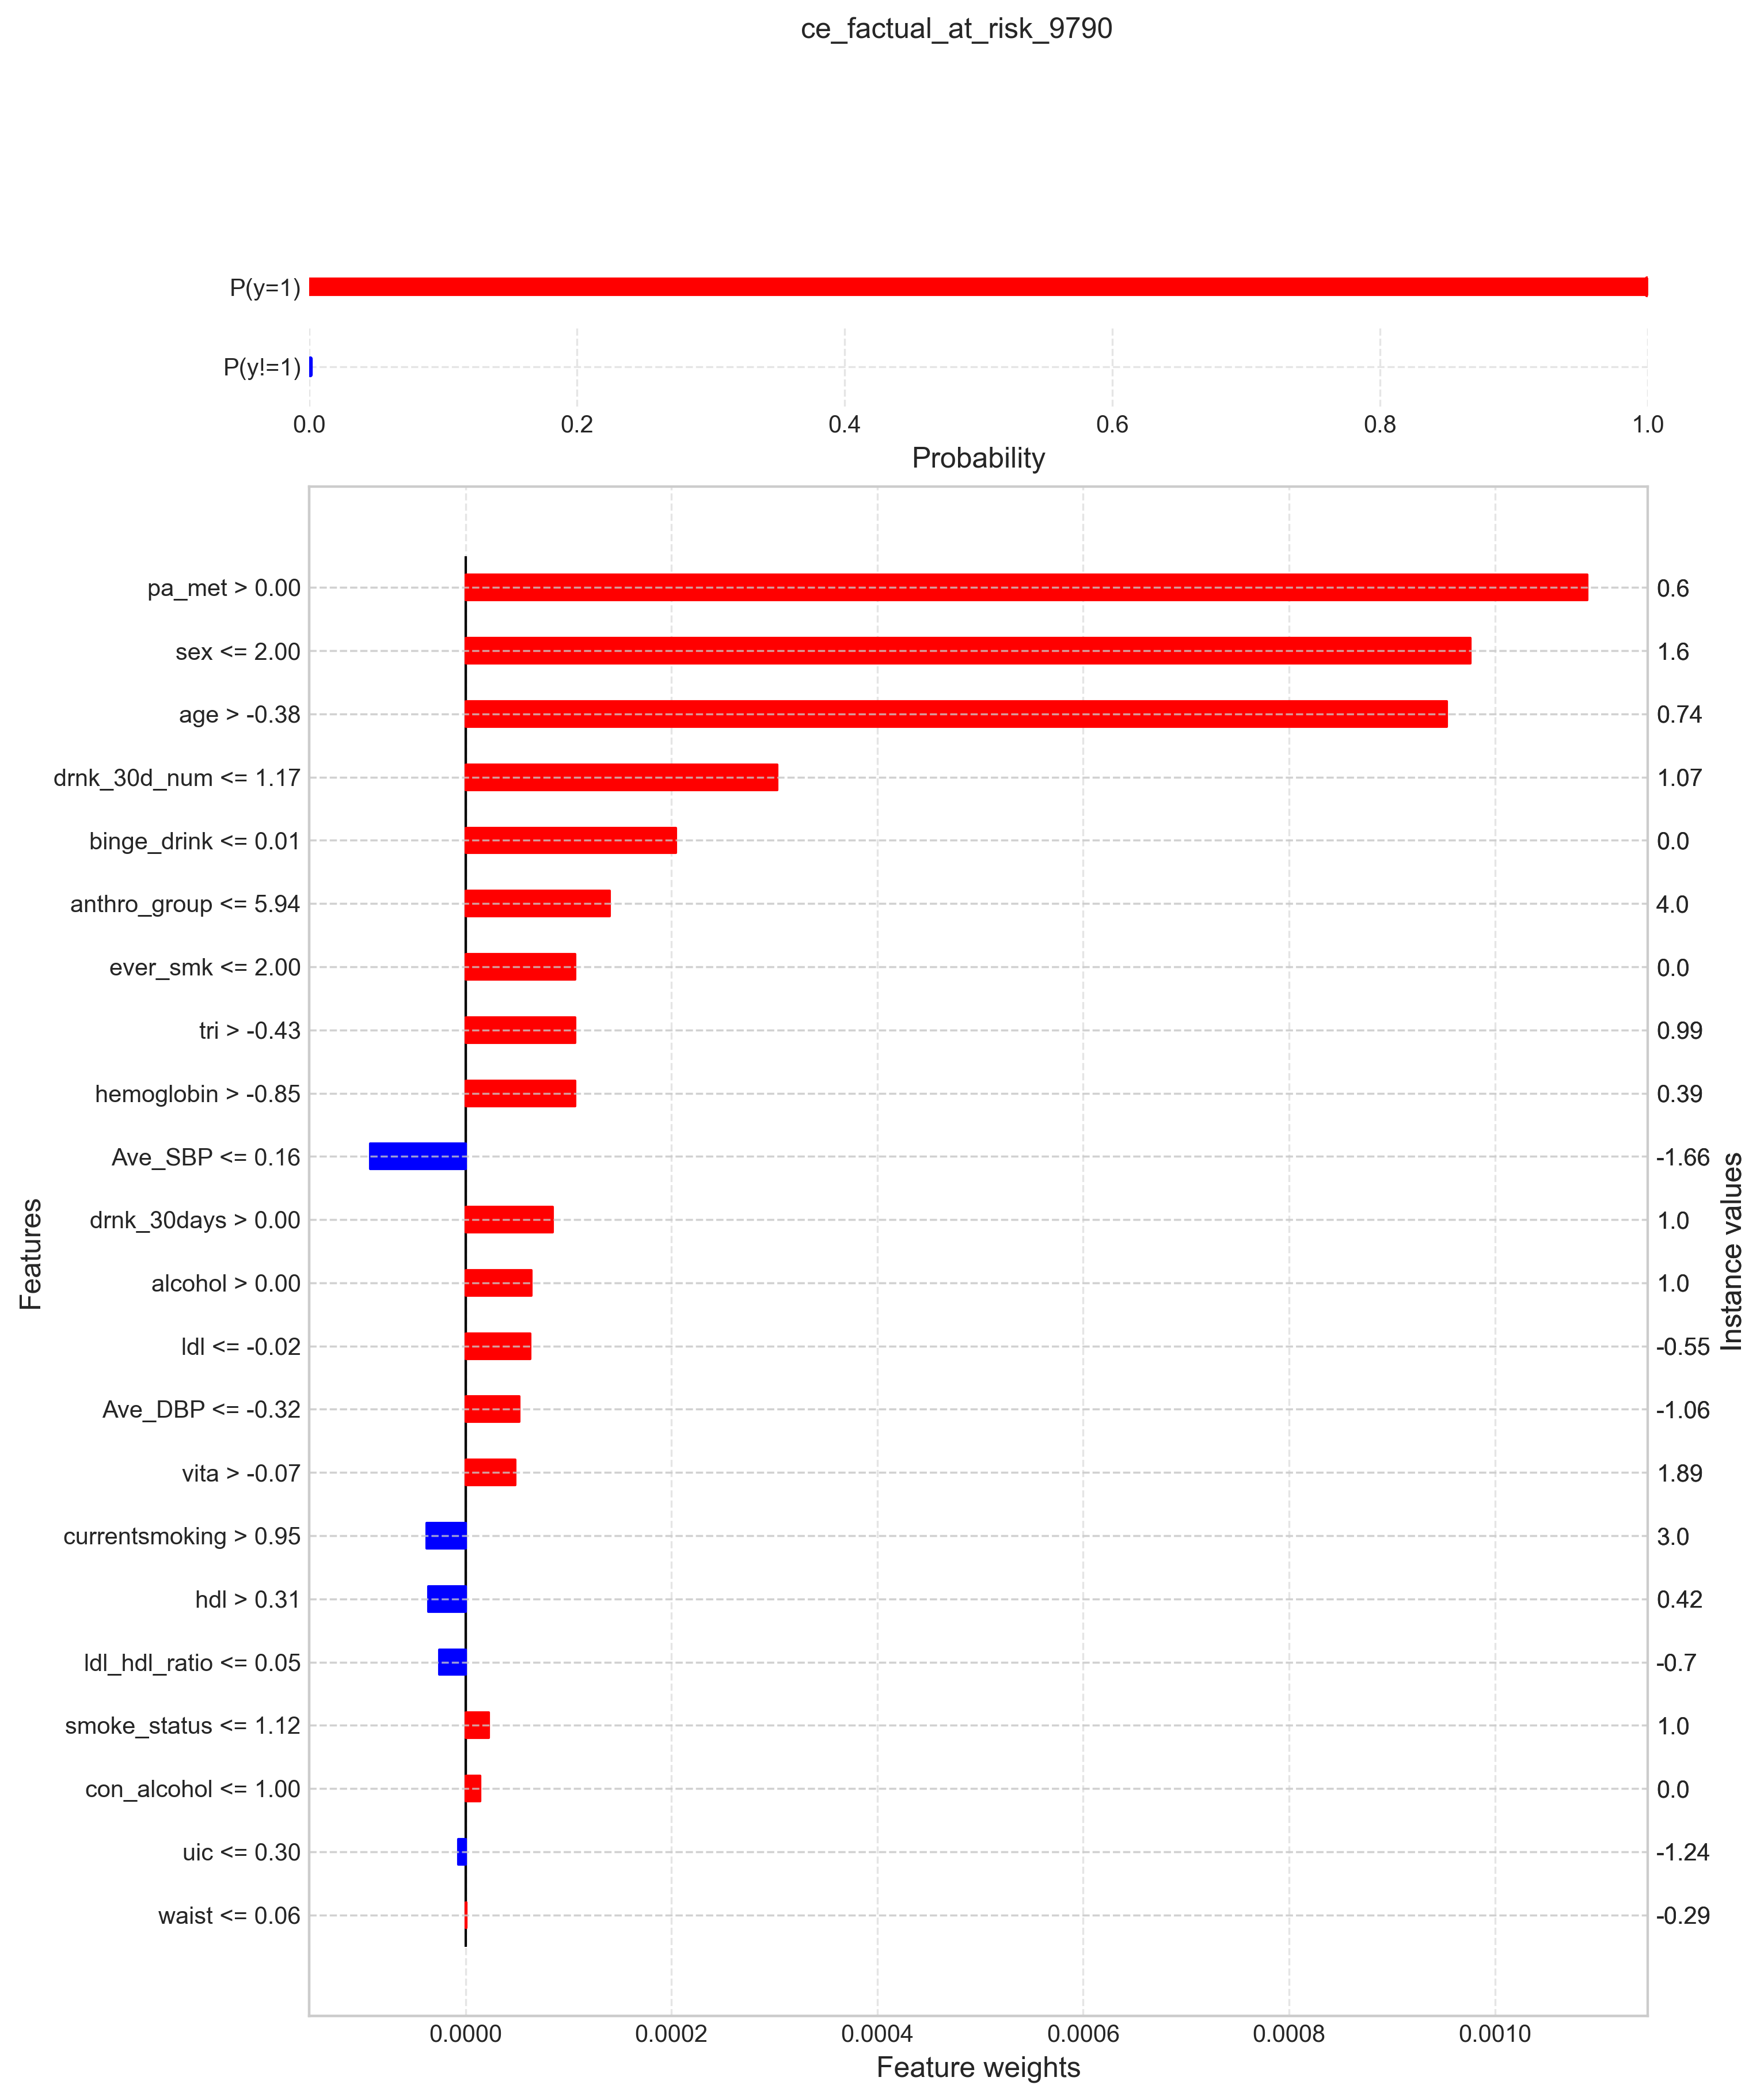 ce_factual_at_risk_9790
P(y=1)
P(y!=1)
0.0 0.2 0.4 0.6 0.8 1.0
Probability
pa_met > 0.00 0.6
sex <= 2.00 1.6
age > -0.38 0.74
drnk_30d_num <= 1.17 1.07
binge_drink <= 0.01 0.0
anthro_group <= 5.94 4.0
ever_smk <= 2.00 0.0
tri > -0.43 0.99
hemoglobin > -0.85 0.39
Ave_SBP <= 0.16 -1.66
drnk_30days > 0.00 1.0
alcohol > 0.00 1.0
ldl <= -0.02 -0.55
Ave_DBP <= -0.32 -1.06
vita > -0.07 1.89
currentsmoking > 0.95 3.0
hdl > 0.31 0.42
ldl_hdl_ratio <= 0.05 -0.7
smoke_status <= 1.12 1.0
con_alcohol <= 1.00 0.0
uic <= 0.30 -1.24
waist <= 0.06 -0.29
Features
Instance values
0.0000 0.0002 0.0004 0.0006 0.0008 0.0010
Feature weights